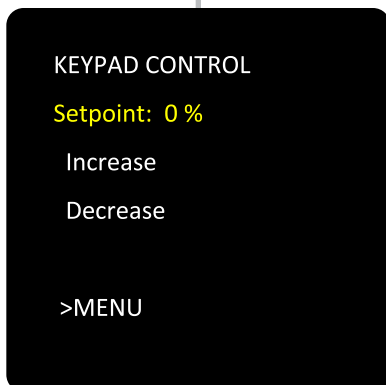 KEYPAD CONTROL
Setpoint: 0 %
Increase
Decrease
>MENU